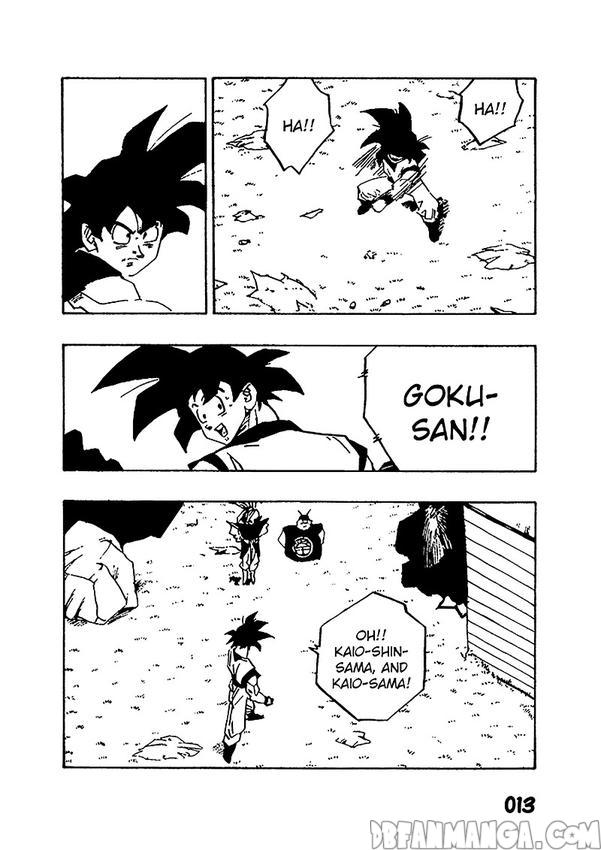 HA!!
HA!!
GOKU-
SAN!!
OH!!
KAIO-SHIN-
SAMA, AND
KAIO-SAMA!
013
DBFANMANGA.COM